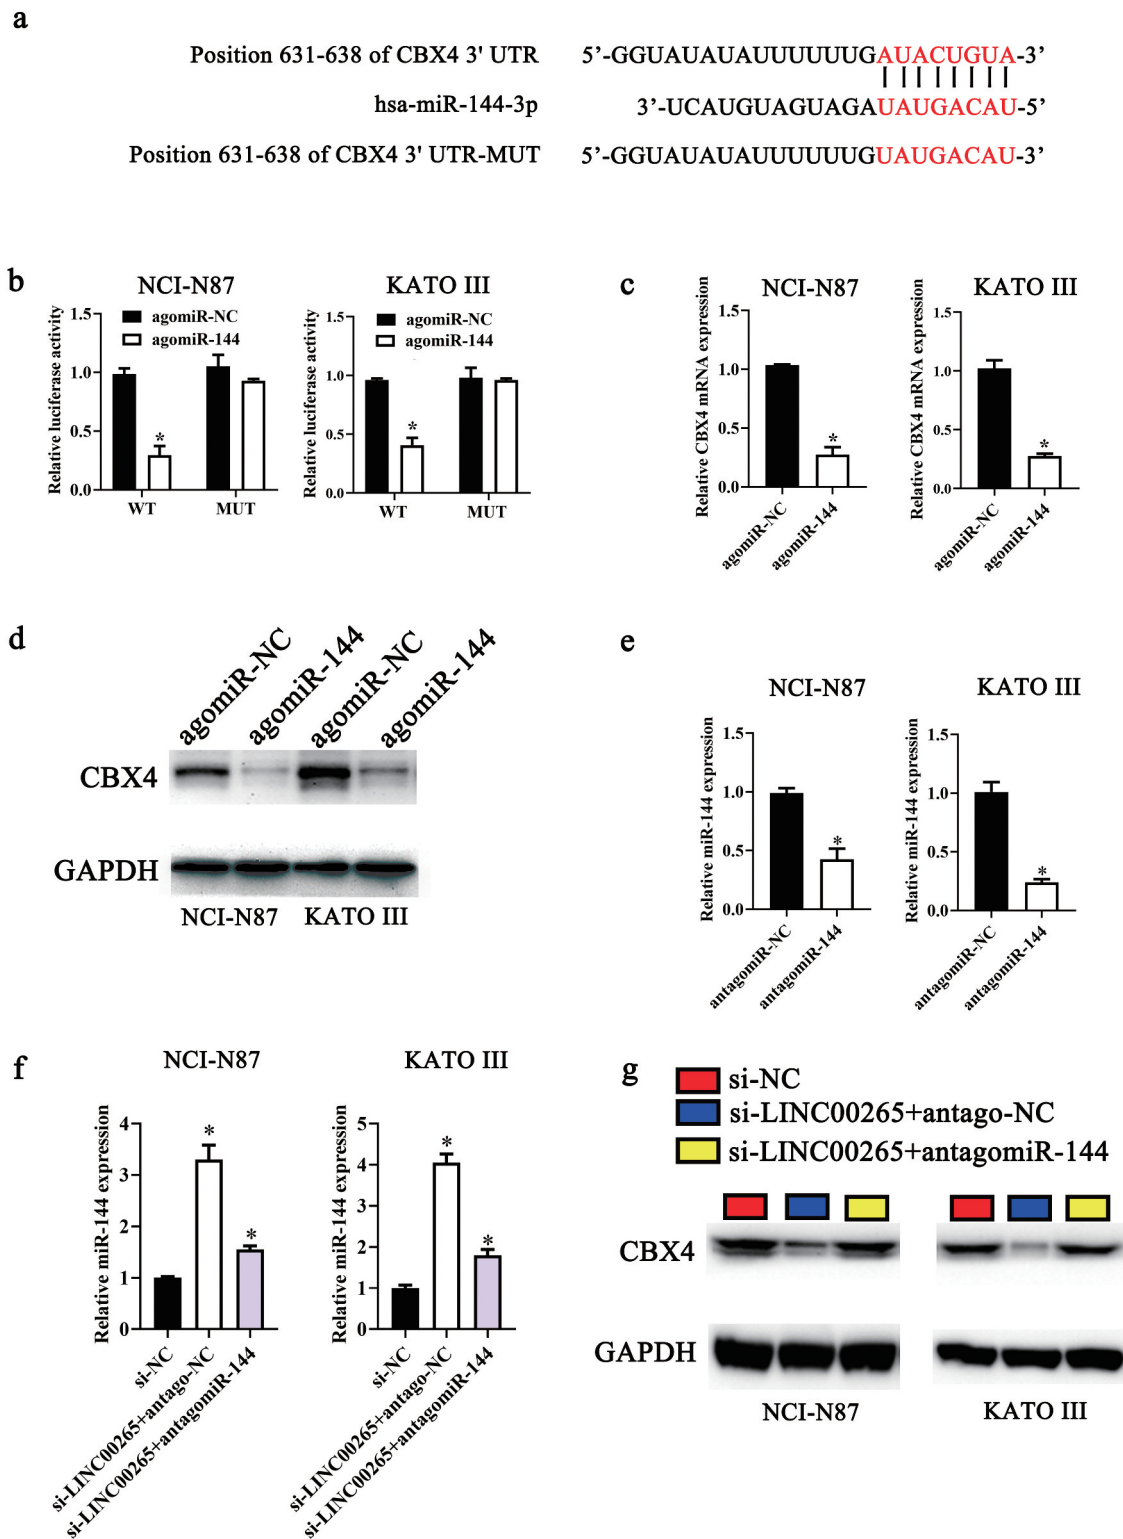 a
Position 631-638 of CBX4 3' UTR 5’-GGUAUAUAUUUUUUGAUACUGUA-3’
hsa-miR-144-3p 3’-UCAUGUAGUAGAUAUGACAU-5’
Position 631-638 of CBX4 3' UTR-MUT 5’-GGUAUAUAUUUUUUGUAUGACAU-3’
b
NCI-N87
Relative luciferase activity
1.5
1.0
0.5
0.0
agomiR-NC
agomiR-144
*
WT MUT
KATO III
Relative luciferase activity
1.5
1.0
0.5
0.0
agomiR-NC
agomiR-144
*
WT MUT
c
NCI-N87
Relative CBX4 mRNA expression
1.5
1.0
0.5
0.0
*
agomiR-NC
agomiR-144
KATO III
Relative CBX4 mRNA expression
1.5
1.0
0.5
0.0
*
agomiR-NC
agomiR-144
d
agomiR-NC
agomiR-144
agomiR-NC
agomiR-144
CBX4
GAPDH
NCI-N87 KATO III
e
NCI-N87
Relative miR-144 expression
1.5
1.0
0.5
0.0
*
antagomiR-NC
antagomiR-144
KATO III
Relative miR-144 expression
1.5
1.0
0.5
0.0
*
antagomiR-NC
antagomiR-144
f
NCI-N87
Relative miR-144 expression
4
3
2
1
0
*
*
si-NC
si-LINC00265+antago-NC
si-LINC00265+antagomiR-144
KATO III
Relative miR-144 expression
5
4
3
2
1
0
*
*
si-NC
si-LINC00265+antago-NC
si-LINC00265+antagomiR-144
g
si-NC
si-LINC00265+antago-NC
si-LINC00265+antagomiR-144
CBX4
GAPDH
NCI-N87 KATO III